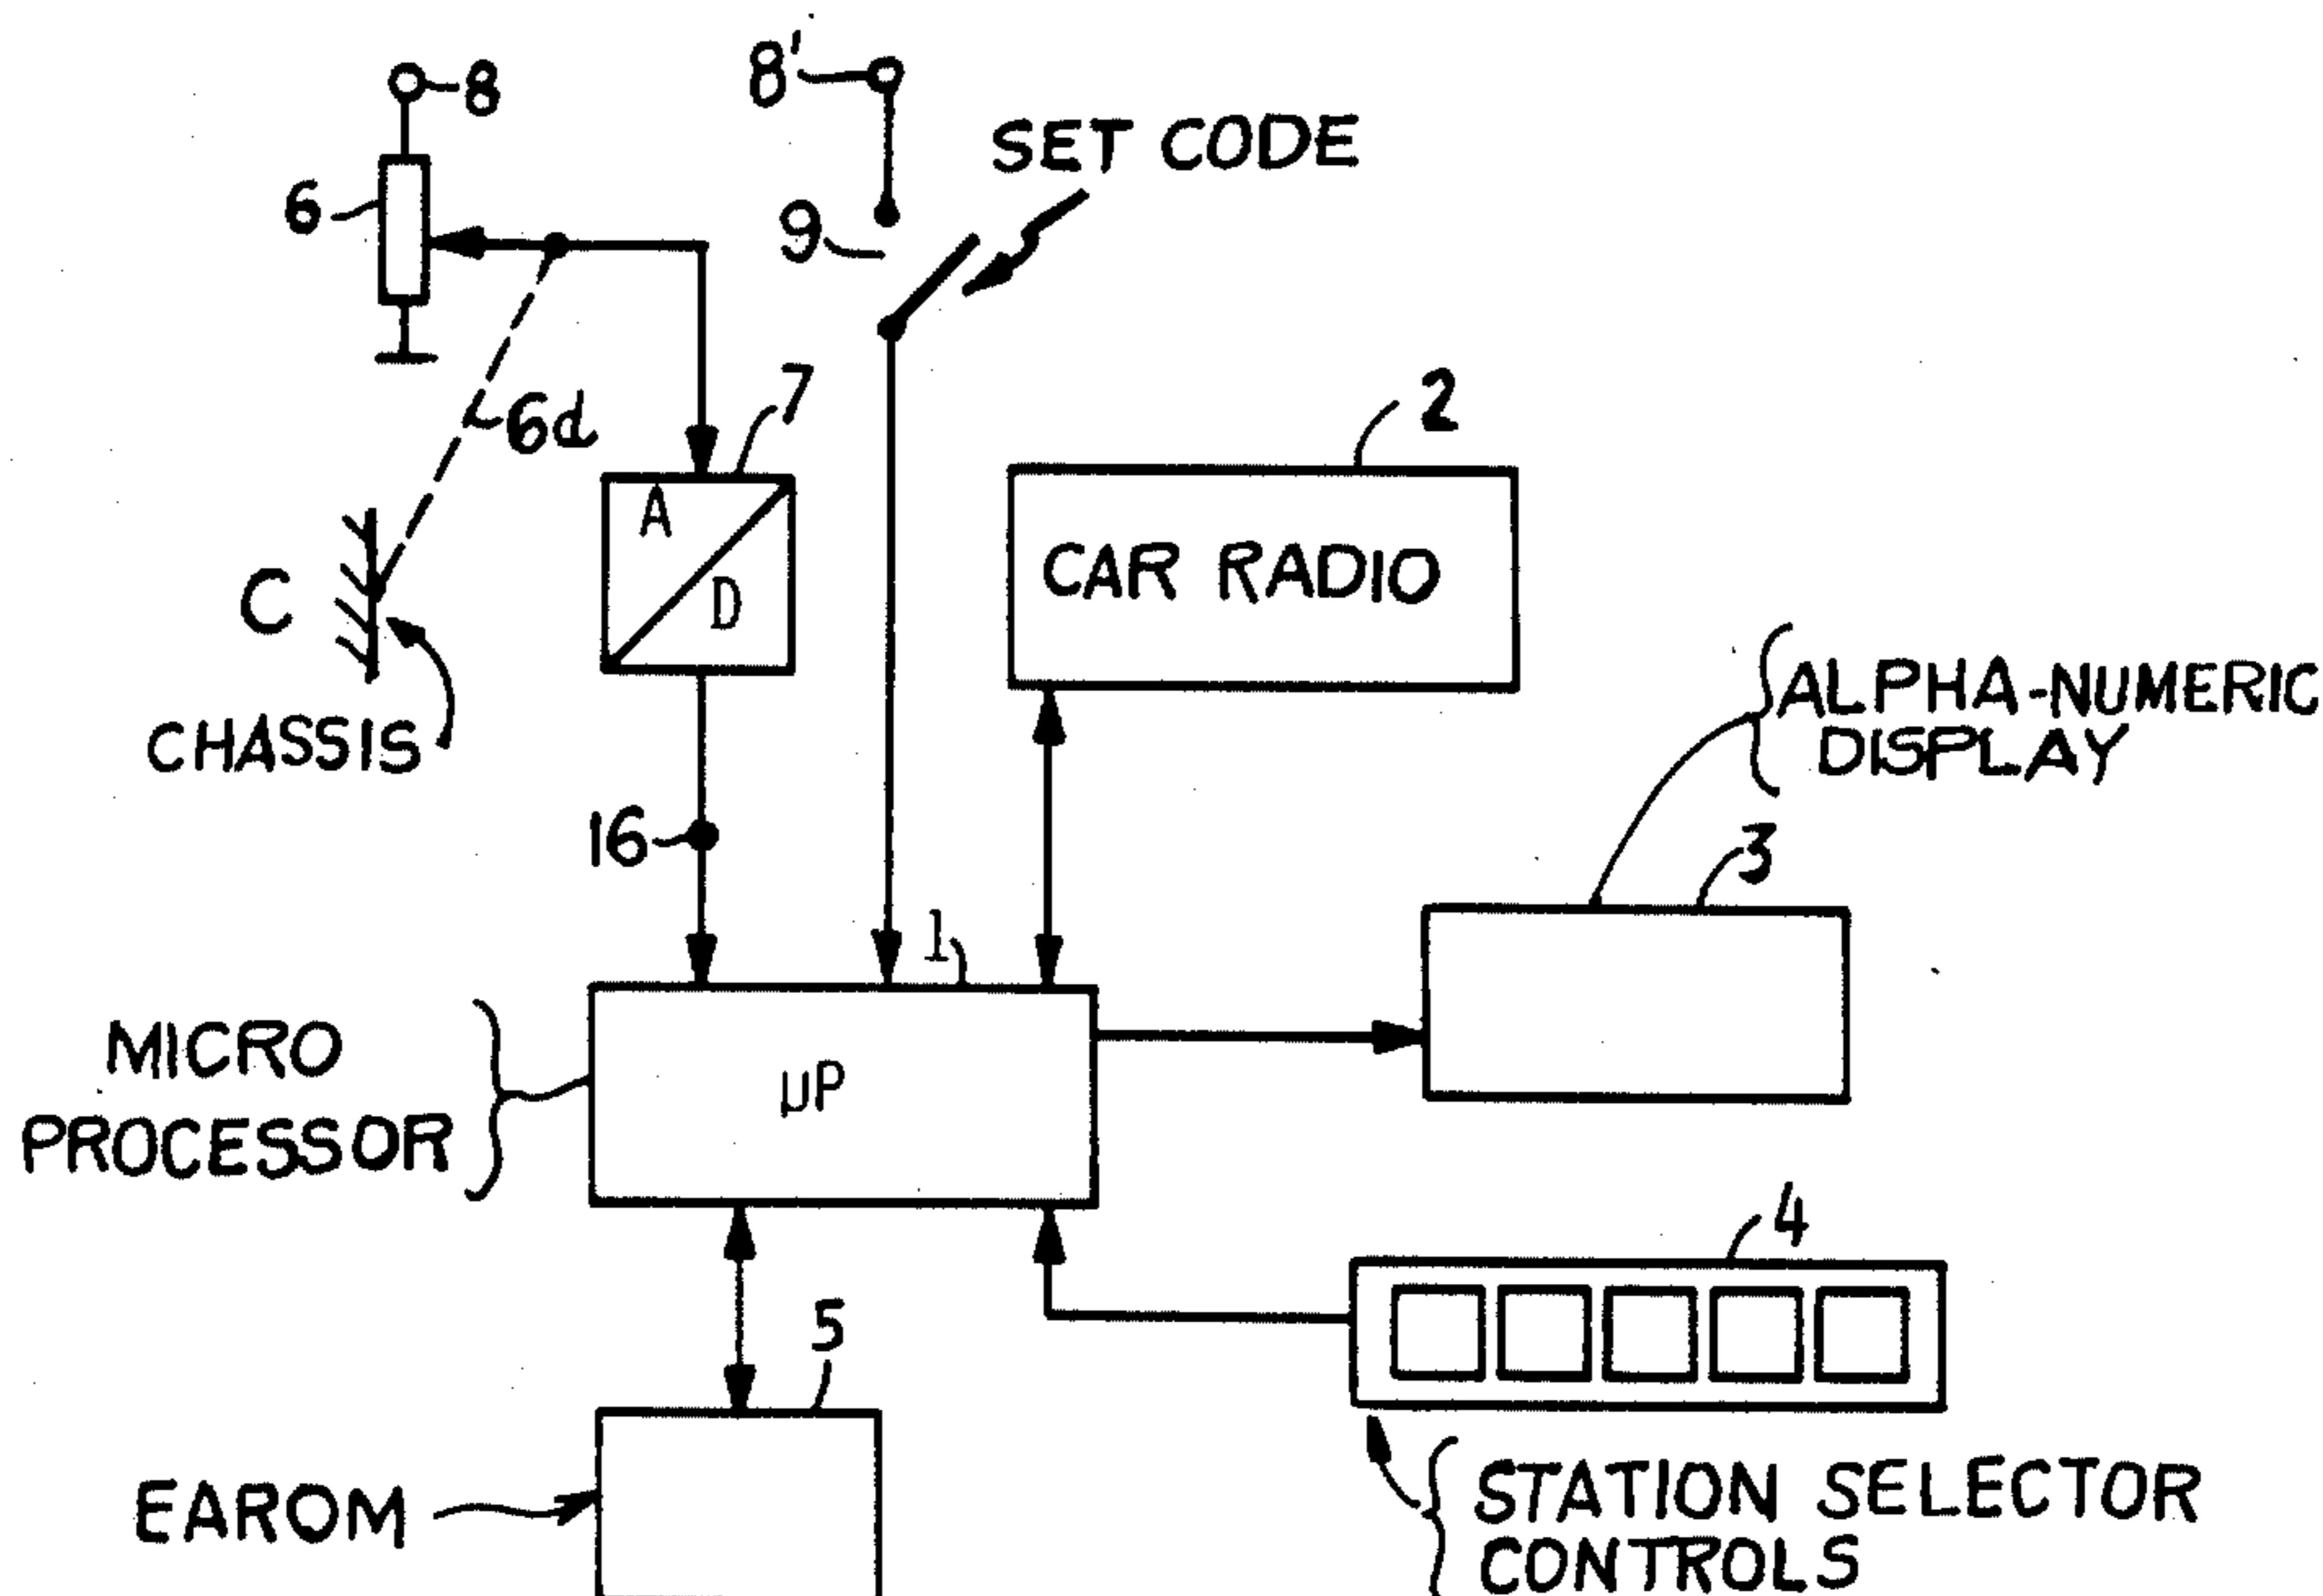 8
8'
SET CODE
6
9
6d
7
2
A
D
CAR RADIO
C
CHASSIS
ALPHA-NUMERIC
DISPLAY
16
3
1
MICRO
PROCESSOR
μP
4
5
EAROM
STATION SELECTOR
CONTROLS